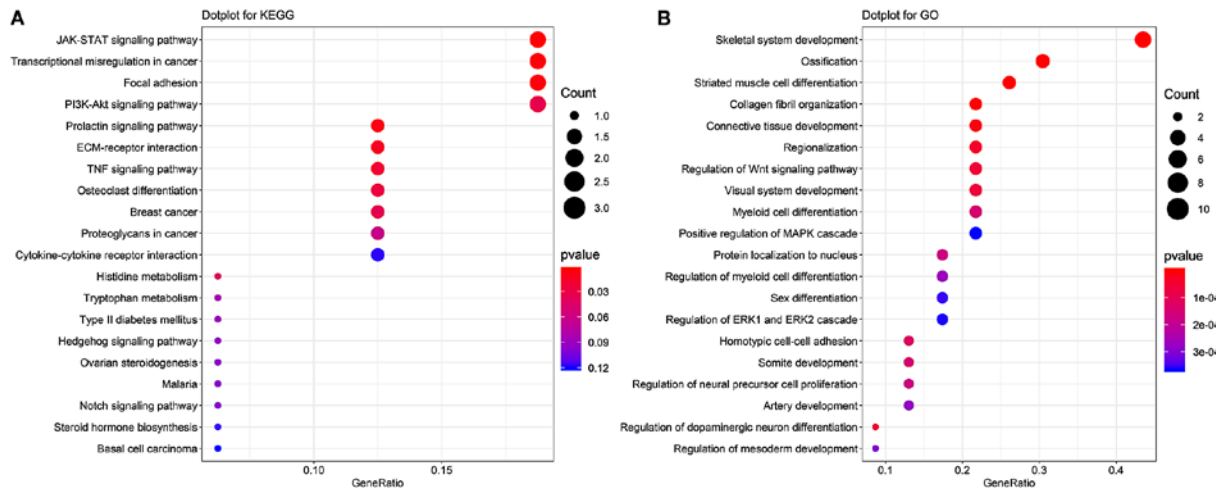 A
Dotplot for KEGG
JAK-STAT signaling pathway
Transcriptional misregulation in cancer
Focal adhesion
PI3K-Akt signaling pathway
Prolactin signaling pathway
ECM-receptor interaction
TNF signaling pathway
Osteoclast differentiation
Breast cancer
Proteoglycans in cancer
Cytokine-cytokine receptor interaction
Histidine metabolism
Tryptophan metabolism
Type II diabetes mellitus
Hedgehog signaling pathway
Ovarian steroidogenesis
Malaria
Notch signaling pathway
Steroid hormone biosynthesis
Basal cell carcinoma
0.10 0.15
GeneRatio
Count
1.0
1.5
2.0
2.5
3.0
pvalue
0.03
0.06
0.09
0.12
B
Dotplot for GO
Skeletal system development
Ossification
Striated muscle cell differentiation
Collagen fibril organization
Connective tissue development
Regionalization
Regulation of Wnt signaling pathway
Visual system development
Myeloid cell differentiation
Positive regulation of MAPK cascade
Protein localization to nucleus
Regulation of myeloid cell differentiation
Sex differentiation
Regulation of ERK1 and ERK2 cascade
Homotypic cell-cell adhesion
Somite development
Regulation of neural precursor cell proliferation
Artery development
Regulation of dopaminergic neuron differentiation
Regulation of mesoderm development
0.1 0.2 0.3 0.4
GeneRatio
Count
2
4
6
8
10
pvalue
1e-04
2e-04
3e-04